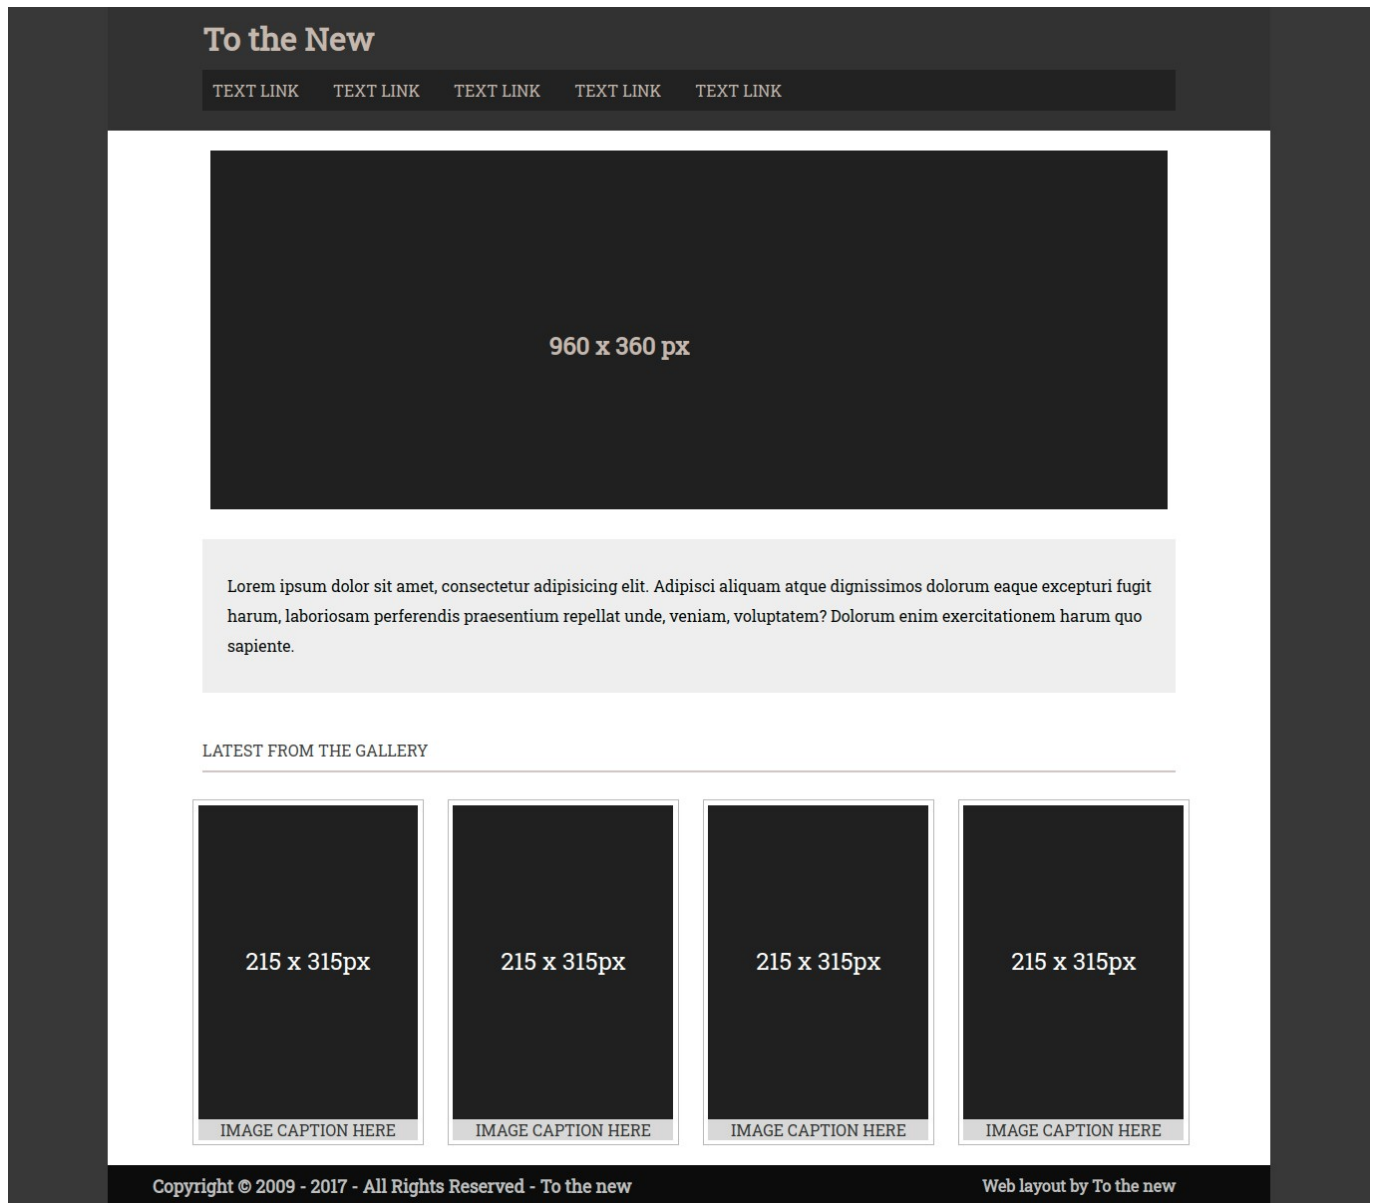 To the New
TEXT LINK TEXT LINK TEXT LINK TEXT LINK TEXT LINK
960 x 360 px
Lorem ipsum dolor sit amet, consectetur adipisicing elit. Adipisci aliquam atque dignissimos dolorum eaque excepturi fugit
harum, laboriosam perferendis praesentium repellat unde, veniam, voluptatem? Dolorum enim exercitationem harum quo
sapiente.
LATEST FROM THE GALLERY
215 x 315px 215 x 315px 215 x 315px 215 x 315px
IMAGE CAPTION HERE IMAGE CAPTION HERE IMAGE CAPTION HERE IMAGE CAPTION HERE
Copyright © 2009 - 2017 - All Rights Reserved - To the new Web layout by To the new